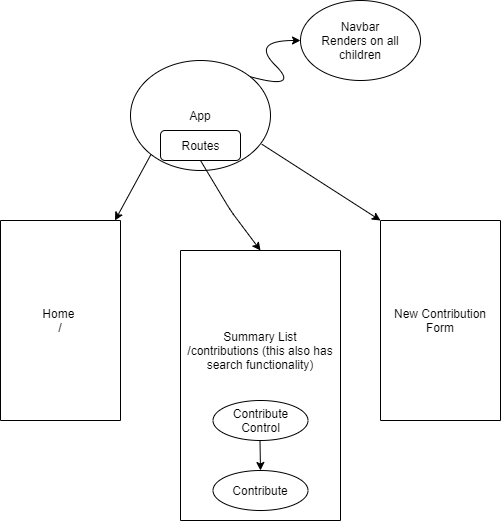 Navbar
Renders on all
children
App
Routes
Home
/
Summary List
/contributions (this also has
search functionality)
New Contribution
Form
Contribute
Control
Contribute